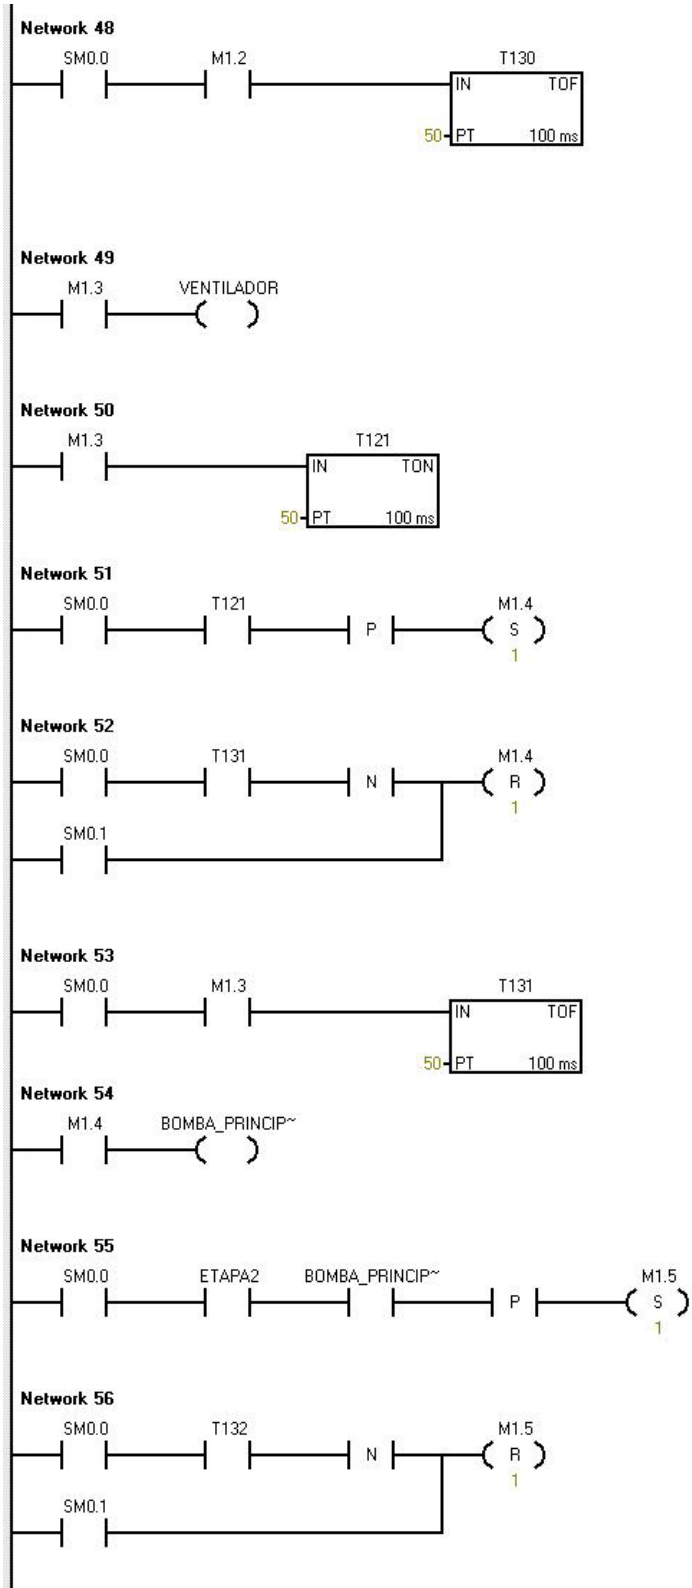 Network 48
SM0.0 M1.2 T130
IN TOF
50 PT 100 ms
Network 49
M1.3 VENTILADOR
Network 50
M1.3 T121
IN TON
50 PT 100 ms
Network 51
SM0.0 T121 M1.4
P S
1
Network 52
SM0.0 T131 M1.4
N R
1
SM0.1
Network 53
SM0.0 M1.3 T131
IN TOF
50 PT 100 ms
Network 54
M1.4 BOMBA_PRINCIP~
Network 55
SM0.0 ETAPA2 BOMBA_PRINCIP~ M1.5
P S
1
Network 56
SM0.0 T132 M1.5
N R
1
SM0.1